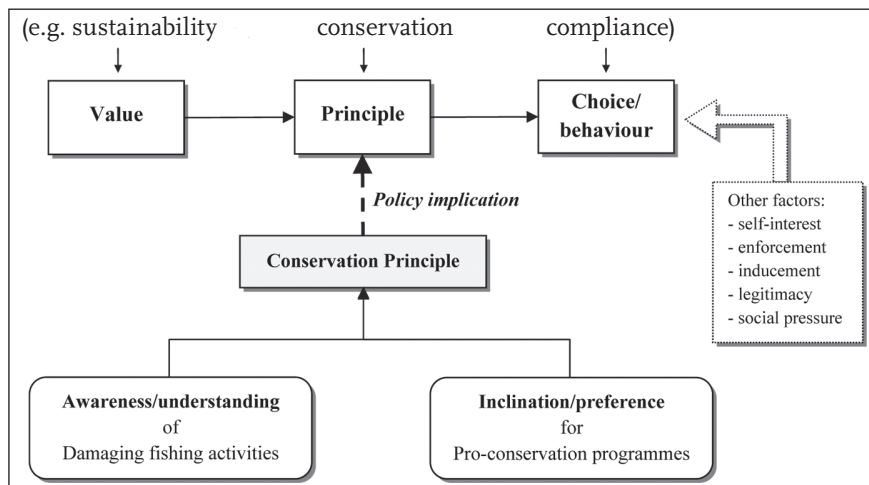 (e.g. sustainability conservation compliance)
Value
Principle
Choice/
behaviour
Policy implication
Other factors:
- self-interest
- enforcement
- inducement
- legitimacy
- social pressure
Conservation Principle
Awareness/understanding
of
Damaging fishing activities
Inclination/preference
for
Pro-conservation programmes